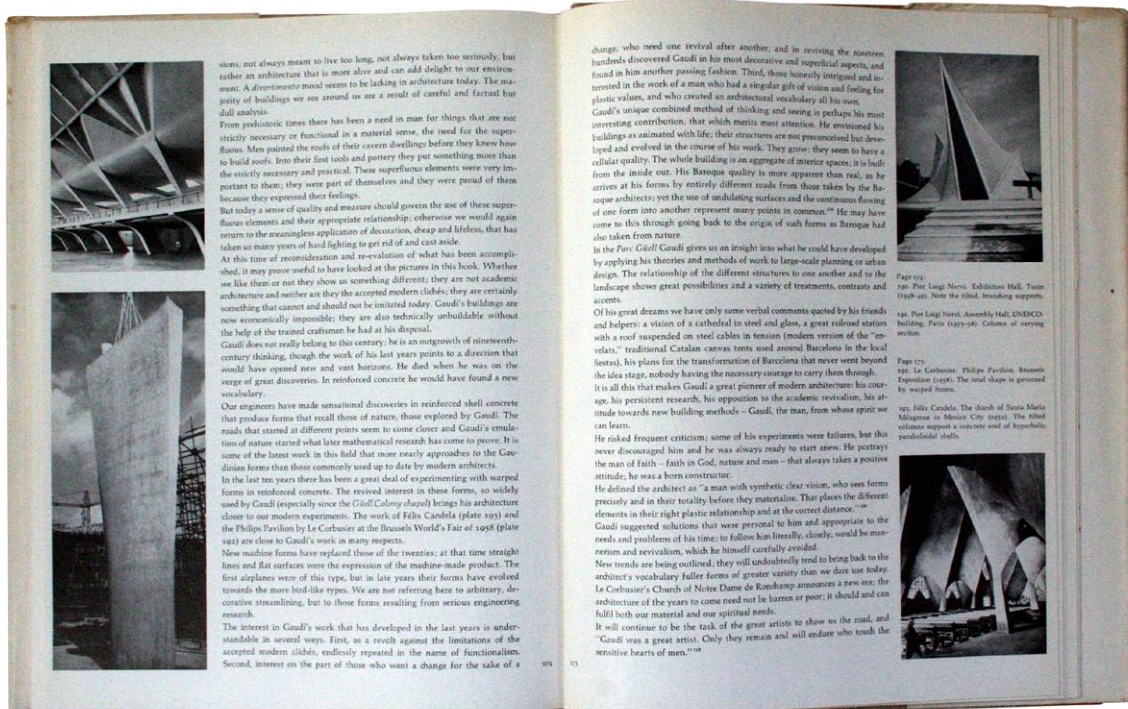 sions, not always meant to live too long, not always taken too seriously, but
rather an architecture that is more alive and can add delight to our environ-
ment. A divertimento mood seems to be lacking in architecture today. The ma-
jority of buildings we see around us are a result of careful and factual but
dull analysis.
From prehistoric times there has been a need in man for things that are not
strictly necessary or functional in a material sense, the need for the super-
fluous. Men painted the roofs of their cavern dwellings before they knew how
to build roofs. Into their first tools and pottery they put something more than
the strictly necessary and practical. These superfluous elements were very im-
portant to them; they were part of themselves and they were proud of them
because they expressed their feelings.
But today a sense of quality and measure should govern the use of these super-
fluous elements and their appropriate relationship; otherwise we would again
return to the meaningless application of decoration, cheap and lifeless, that has
taken us many years of hard fighting to get rid of and cast aside.
At this time of reconsideration and re-evaluation of what has been accompli-
shed, it may prove useful to have looked at the pictures in this book. Whether
we like them or not they show us something different; they are not academic
architecture and neither are they the accepted modern clichés; they are certainly
something that cannot and should not be imitated today. Gaudí's buildings are
now economically impossible; they are also technically unbuildable without
the help of the trained craftsmen he had at his disposal.
Gaudí does not really belong to this century; he is an outgrowth of nineteenth-
century thinking, though the work of his last years points to a direction that
would have opened new and vast horizons. He died when he was on the
verge of great discoveries. In reinforced concrete he would have found a new
vocabulary.
Our engineers have made sensational discoveries in reinforced shell concrete
that produce forms that recall those of nature, those explored by Gaudí. The
roads that started at different points seem to come closer and Gaudí's emula-
tion of nature started what later mathematical research has come to prove. It is
some of the latest work in this field that more nearly approaches to the Gau-
dinian forms than those commonly used up to date by modern architects.
In the last ten years there has been a great deal of experimenting with warped
forms in reinforced concrete. The revived interest in these forms, so widely
used by Gaudí (especially since the Güell Colony chapel) brings his architecture
closer to our modern experiments. The work of Félix Candela (plate 193) and
the Philips Pavilion by Le Corbusier at the Brussels World's Fair of 1958 (plate
192) are close to Gaudí's work in many respects.
New machine forms have replaced those of the twenties; at that time straight
lines and flat surfaces were the expression of the machine-made product. The
first airplanes were of this type, but in late years their forms have evolved
towards the more bird-like types. We are not referring here to arbitrary, de-
corative streamlining, but to those forms resulting from serious engineering
research.
The interest in Gaudí's work that has developed in the last years is under-
standable in several ways. First, as a revolt against the limitations of the
accepted modern clichés, endlessly repeated in the name of functionalism.
Second, interest on the part of those who want a change for the sake of a
174
change, who need one revival after another, and in reviving the nineteen
hundreds discovered Gaudí in his most decorative and superficial aspects, and
found in him another passing fashion. Third, those honestly intrigued and in-
terested in the work of a man who had a singular gift of vision and feeling for
plastic values, and who created an architectural vocabulary all his own.
Gaudí's unique combined method of thinking and seeing is perhaps his most
interesting contribution, that which merits most attention. He envisioned his
buildings as animated with life; their structures are not preconceived but deve-
loped and evolved in the course of his work. They grow; they seem to have a
cellular quality. The whole building is an aggregate of interior spaces; it is built
from the inside out. His Baroque quality is more apparent than real, as he
arrives at his forms by entirely different roads from those taken by the Ba-
roque architects; yet the use of undulating surfaces and the continuous flowing
of one form into another represent many points in common. He may have
come to this through going back to the origin of such forms as Baroque had
also taken from nature.
In the Parc Güell Gaudí gives us an insight into what he could have developed
by applying his theories and methods of work to large-scale planning or urban
design. The relationship of the different structures to one another and to the
landscape shows great possibilities and a variety of treatments, contrasts and
accents.
Of his great dreams we have only some verbal comments quoted by his friends
and helpers: a vision of a cathedral in steel and glass, a great railroad station
with a roof suspended on steel cables in tension (modern version of the "en-
velats," traditional Catalan canvas tents used around Barcelona in the local
fiestas), his plans for the transformation of Barcelona that never went beyond
the idea stage, nobody having the necessary courage to carry them through.
It is all this that makes Gaudí a great pioneer of modern architecture: his cour-
age, his persistent research, his opposition to the academic revivalism, his at-
titude towards new building methods – Gaudí, the man, from whose spirit we
can learn.
He risked frequent criticism; some of his experiments were failures, but this
never discouraged him and he was always ready to start anew. He portrays
the man of faith – faith in God, nature and man – that always takes a positive
attitude; he was a born constructor.
He defined the architect as "a man with synthetic clear vision, who sees forms
precisely and in their totality before they materialise. That places the different
elements in their right plastic relationship and at the correct distance."
Gaudí suggested solutions that were personal to him and appropriate to the
needs and problems of his time; to follow him literally, closely, would be man-
nerism and revivalism, which he himself carefully avoided.
New trends are being outlined; they will undoubtedly tend to bring back to the
architect's vocabulary fuller forms of greater variety than we dare use today.
Le Corbusier's Church of Notre Dame de Ronchamp announces a new era; the
architecture of the years to come need not be barren or poor; it should and can
fulfil both our material and our spiritual needs.
It will continue to be the task of the great artists to show us the road, and
"Gaudí was a great artist. Only they remain and will endure who touch the
sensitive hearts of men."
175
Page 174:
190. Pier Luigi Nervi. Exhibition Hall, Turin
(1948-49). Note the tilted, branching supports.
191. Pier Luigi Nervi. Assembly Hall, UNESCO-
building, Paris (1953-58). Column of varying
section.
Page 175:
192. Le Corbusier. Philips Pavilion, Brussels
Exposition (1958). The total shape is governed
by warped forms.
193. Félix Candela. The church of Santa Maria
Milagrosa in Mexico City (1952). The tilted
columns support a concrete roof of hyperbolic
paraboloidal shells.